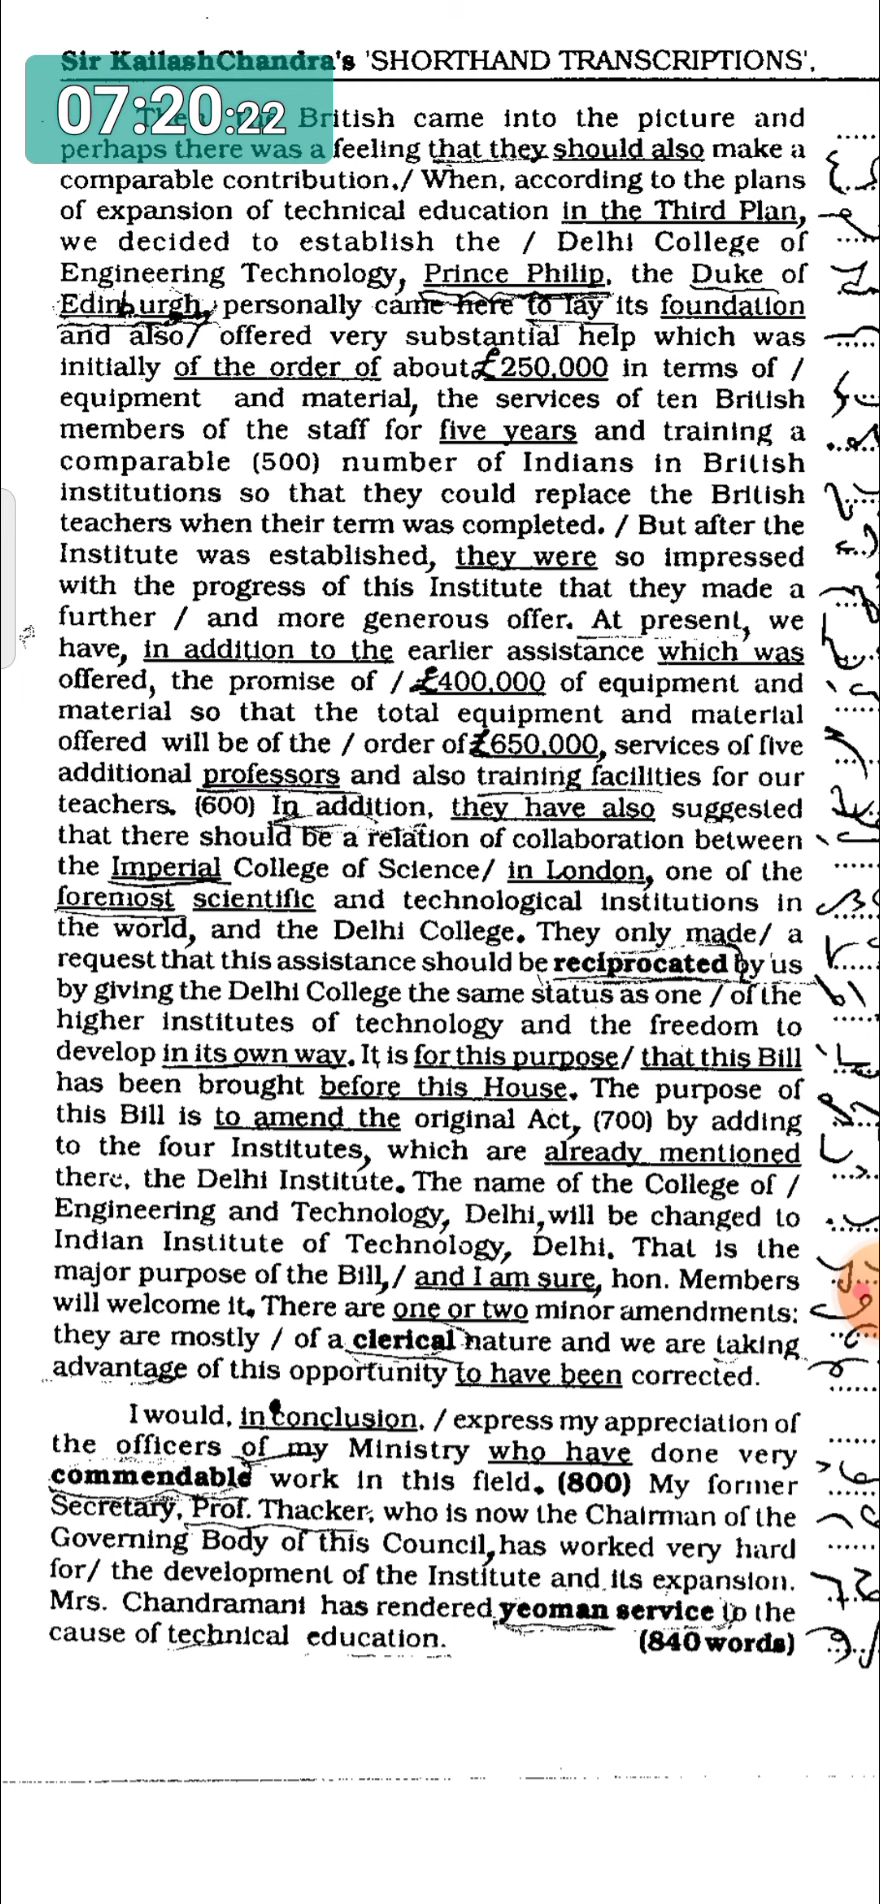 Sir KailashChandra's 'SHORTHAND TRANSCRIPTIONS'.
07:20:22
British came into the picture and
perhaps there was a feeling that they should also make a
comparable contribution./ When, according to the plans
of expansion of technical education in the Third Plan,
we decided to establish the / Delhi College of
Engineering Technology, Prince Philip, the Duke of
Edinburgh, personally came here to lay its foundation
and also/ offered very substantial help which was
initially of the order of about £250,000 in terms of /
equipment and material, the services of ten British
members of the staff for five years and training a
comparable (500) number of Indians in British
institutions so that they could replace the British
teachers when their term was completed. / But after the
Institute was established, they were so impressed
with the progress of this Institute that they made a
further / and more generous offer. At present, we
have, in addition to the earlier assistance which was
offered, the promise of / £400,000 of equipment and
material so that the total equipment and material
offered will be of the / order of £650,000, services of five
additional professors and also training facilities for our
teachers. (600) In addition, they have also suggested
that there should be a relation of collaboration between
the Imperial College of Science/ in London, one of the
foremost scientific and technological institutions in
the world, and the Delhi College. They only made/ a
request that this assistance should be reciprocated by us
by giving the Delhi College the same status as one / of the
higher institutes of technology and the freedom to
develop in its own way. It is for this purpose/ that this Bill
has been brought before this House. The purpose of
this Bill is to amend the original Act, (700) by adding
to the four Institutes, which are already mentioned
there, the Delhi Institute. The name of the College of /
Engineering and Technology, Delhi, will be changed to
Indian Institute of Technology, Delhi. That is the
major purpose of the Bill,/ and I am sure, hon. Members
will welcome it. There are one or two minor amendments:
they are mostly / of a clerical nature and we are taking
advantage of this opportunity to have been corrected.
I would, in conclusion, / express my appreciation of
the officers of my Ministry who have done very
commendable work in this field. (800) My former
Secretary, Prof. Thacker, who is now the Chairman of the
Governing Body of this Council, has worked very hard
for/ the development of the Institute and its expansion.
Mrs. Chandramani has rendered yeoman service to the
cause of technical education. (840 words)